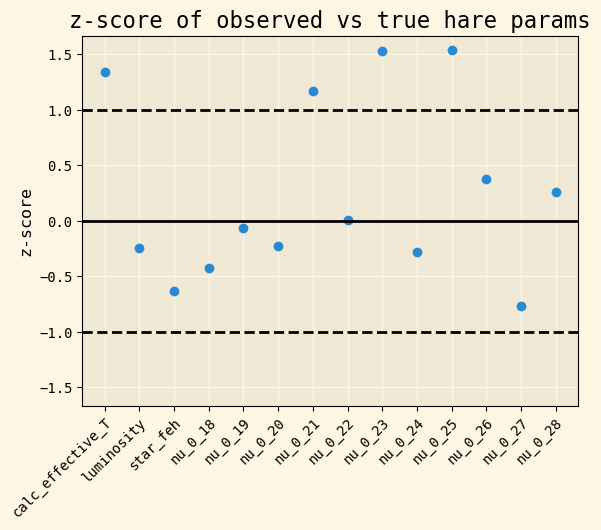 z-score of observed vs true hare params
z-score
1.5
1.0
0.5
0.0
−0.5
−1.0
−1.5
calc_effective_T
luminosity
star_feh
nu_0_18
nu_0_19
nu_0_20
nu_0_21
nu_0_22
nu_0_23
nu_0_24
nu_0_25
nu_0_26
nu_0_27
nu_0_28